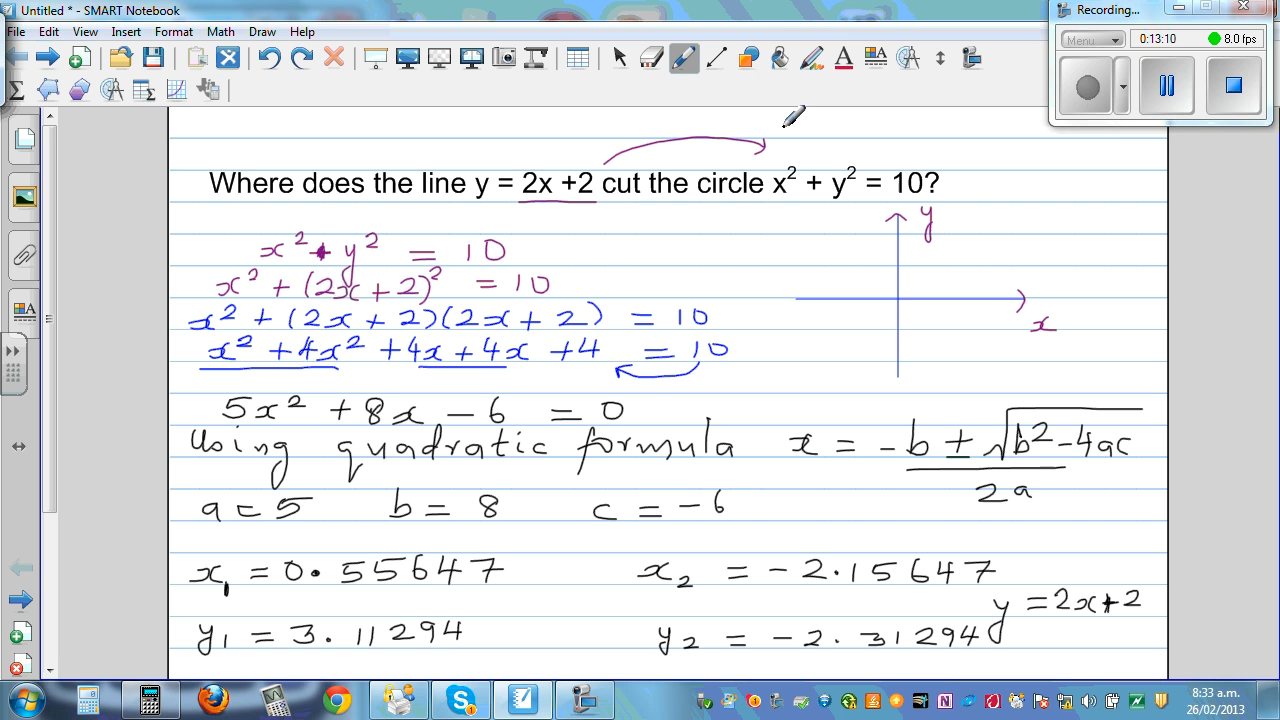 Untitled * - SMART Notebook
Recording...
File Edit View Insert Format Math Draw Help
Menu
0:13:10
8.0 fps
Where does the line y = 2x +2 cut the circle x² + y² = 10?
y
x
x² + y² = 10
x² + (2x + 2)² = 10
x² + (2x + 2)(2x + 2) = 10
x² + 4x² + 4x + 4x + 4 = 10
5x² + 8x - 6 = 0
Using quadratic formula x = -b ± √b² - 4ac
2a
a = 5 b = 8 c = -6
x₁ = 0.55647 x₂ = -2.15647
y = 2x+2
y₁ = 3.11294 y₂ = -2.31294
8:33 a.m.
26/02/2013